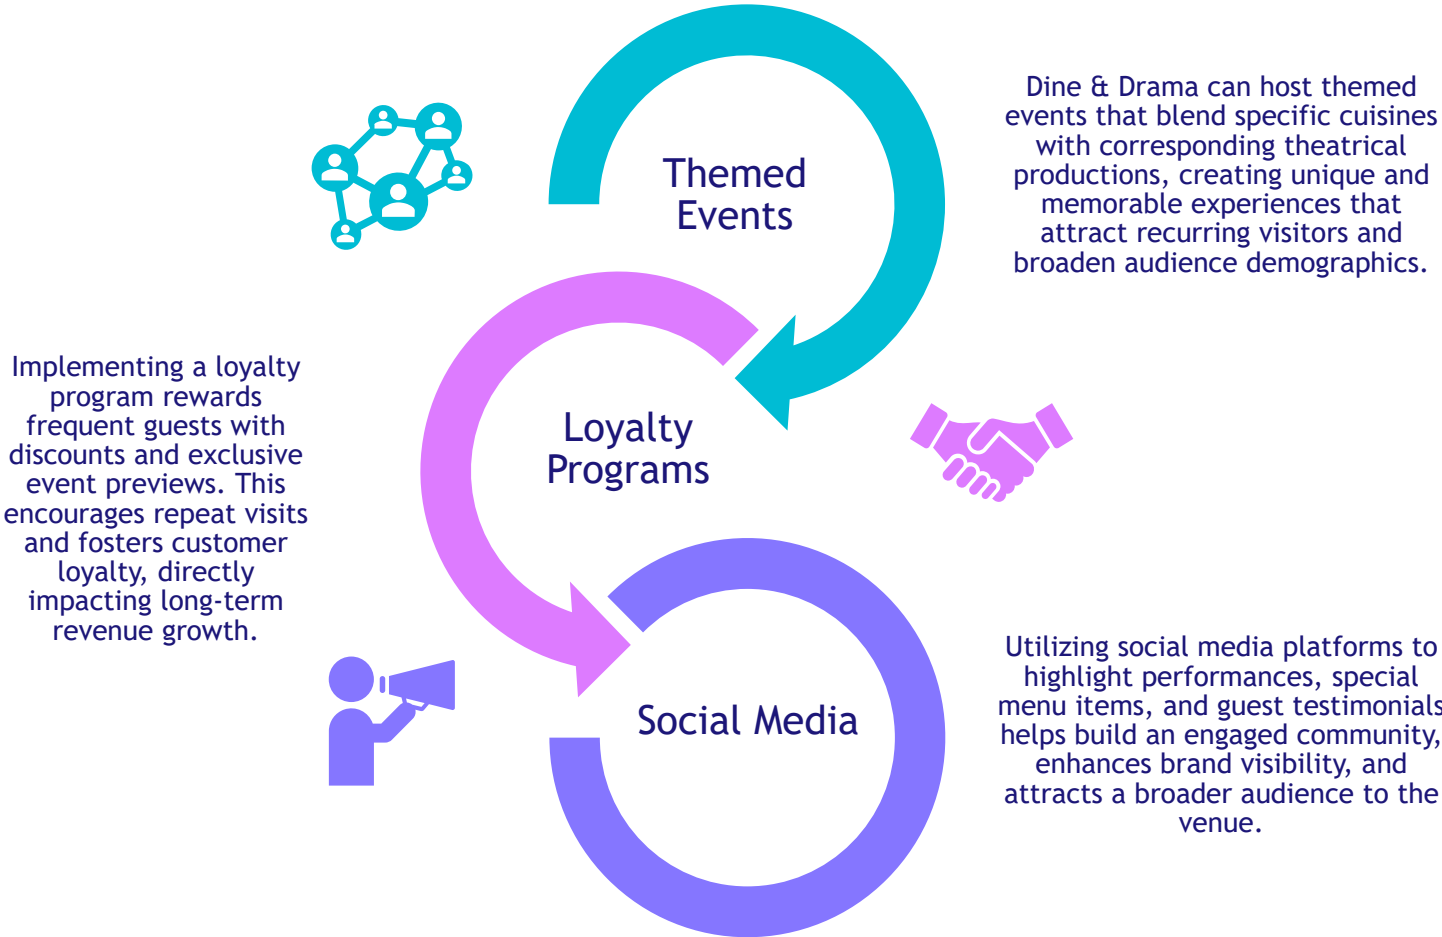 Themed
Events
Dine & Drama can host themed
events that blend specific cuisines
with corresponding theatrical
productions, creating unique and
memorable experiences that
attract recurring visitors and
broaden audience demographics.
Loyalty
Programs
Implementing a loyalty
program rewards
frequent guests with
discounts and exclusive
event previews. This
encourages repeat visits
and fosters customer
loyalty, directly
impacting long-term
revenue growth.
Social Media
Utilizing social media platforms to
highlight performances, special
menu items, and guest testimonials
helps build an engaged community,
enhances brand visibility, and
attracts a broader audience to the
venue.